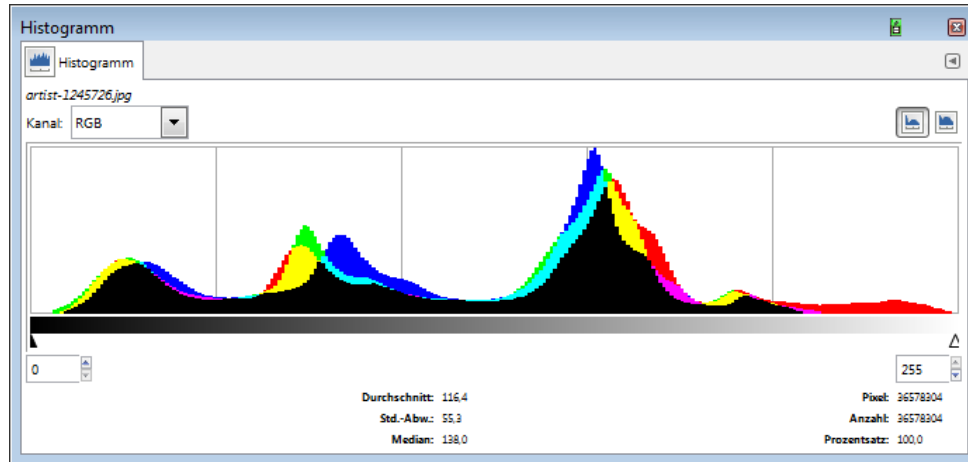 Histogramm
Histogramm
artist-1245726.jpg
Kanal: RGB
0 255
Durchschnitt: 116,4 Pixel: 36578304
Std.-Abw.: 55,3 Anzahl: 36578304
Median: 138,0 Prozentsatz: 100,0